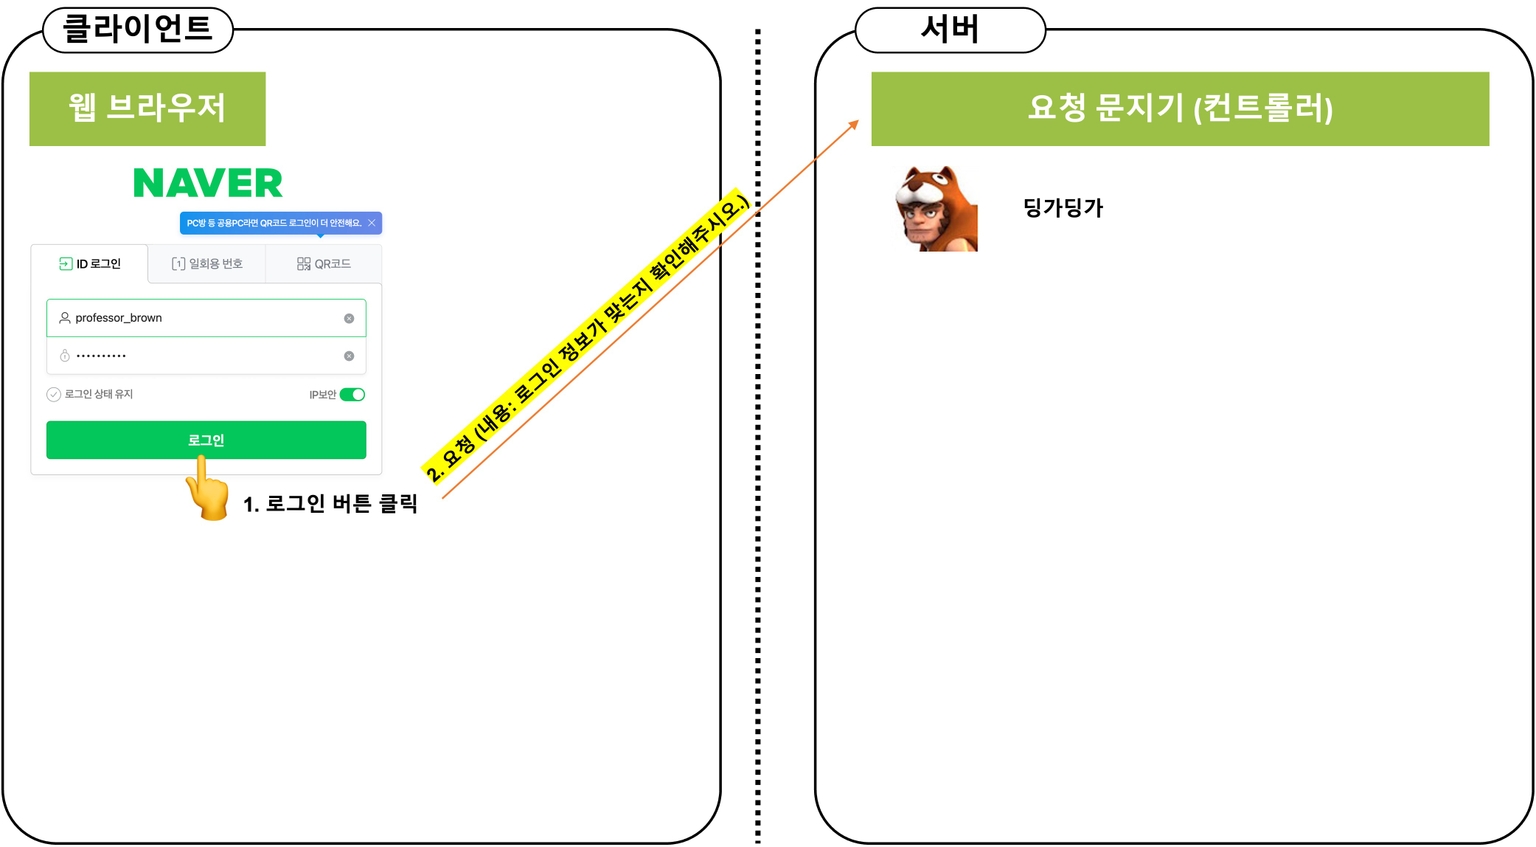 클라이언트
웹 브라우저
NAVER
PC방 등 공용PC라면 QR코드 로그인이 더 안전해요.
ID 로그인
1 일회용 번호
QR코드
professor_brown
••••••••••
로그인 상태 유지
IP보안
로그인
1. 로그인 버튼 클릭
2. 요청 (내용: 로그인 정보가 맞는지 확인해주시오.)
서버
요청 문지기 (컨트롤러)
딩가딩가